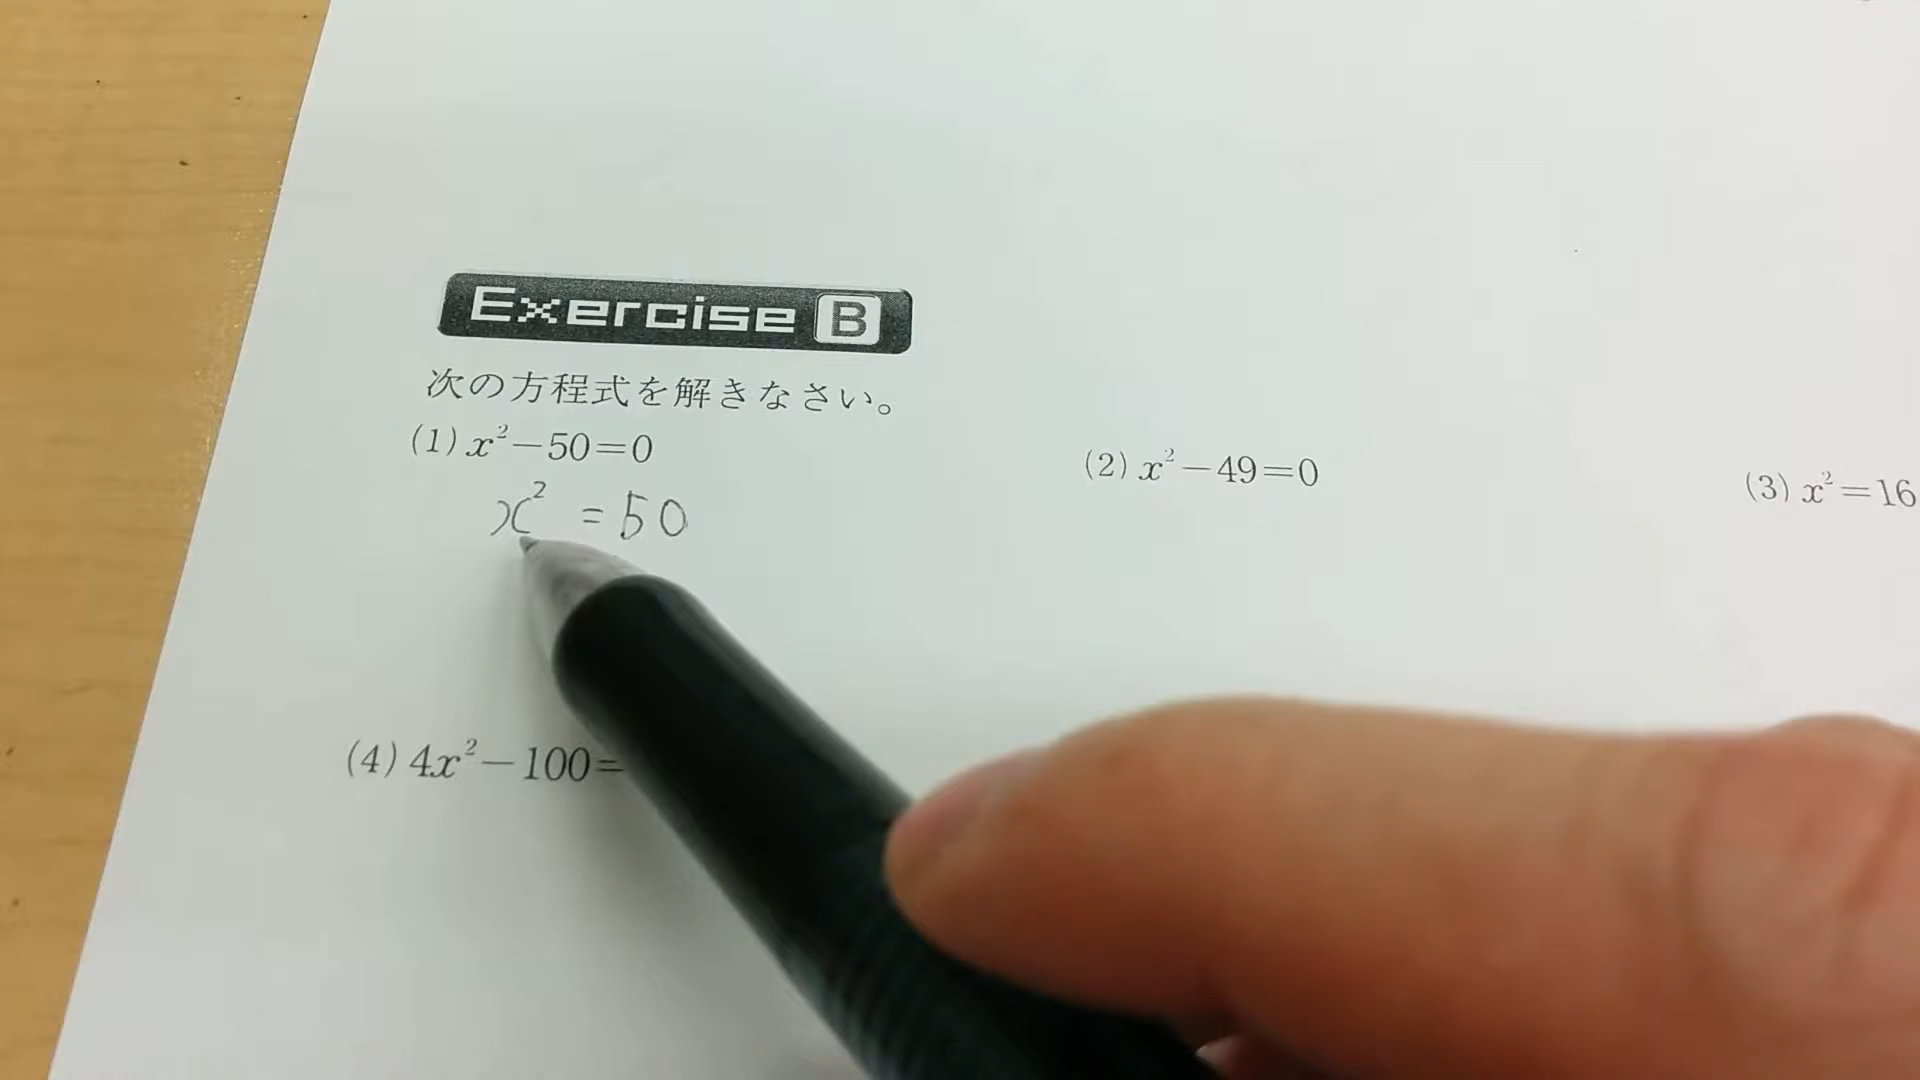 Exercise B
次の方程式を解きなさい。
(1) x²−50=0
(2) x²−49=0
(3) x²=16
x² = 50
(4) 4x²−100=